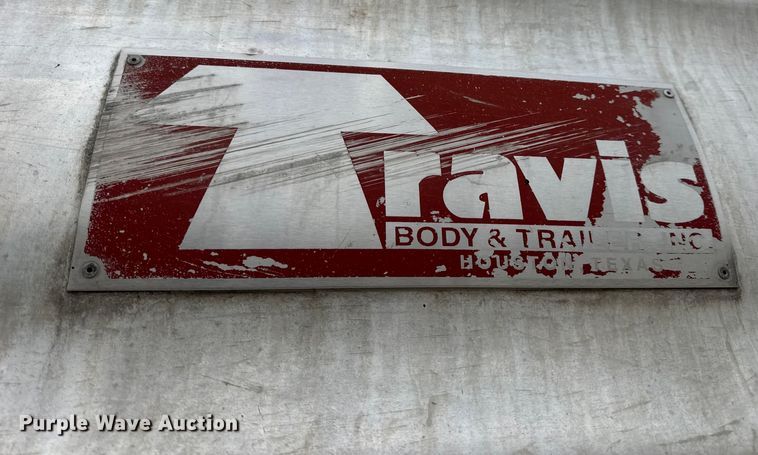 Travis
BODY & TRAILER INC.
HOUSTON, TEXAS
Purple Wave Auction